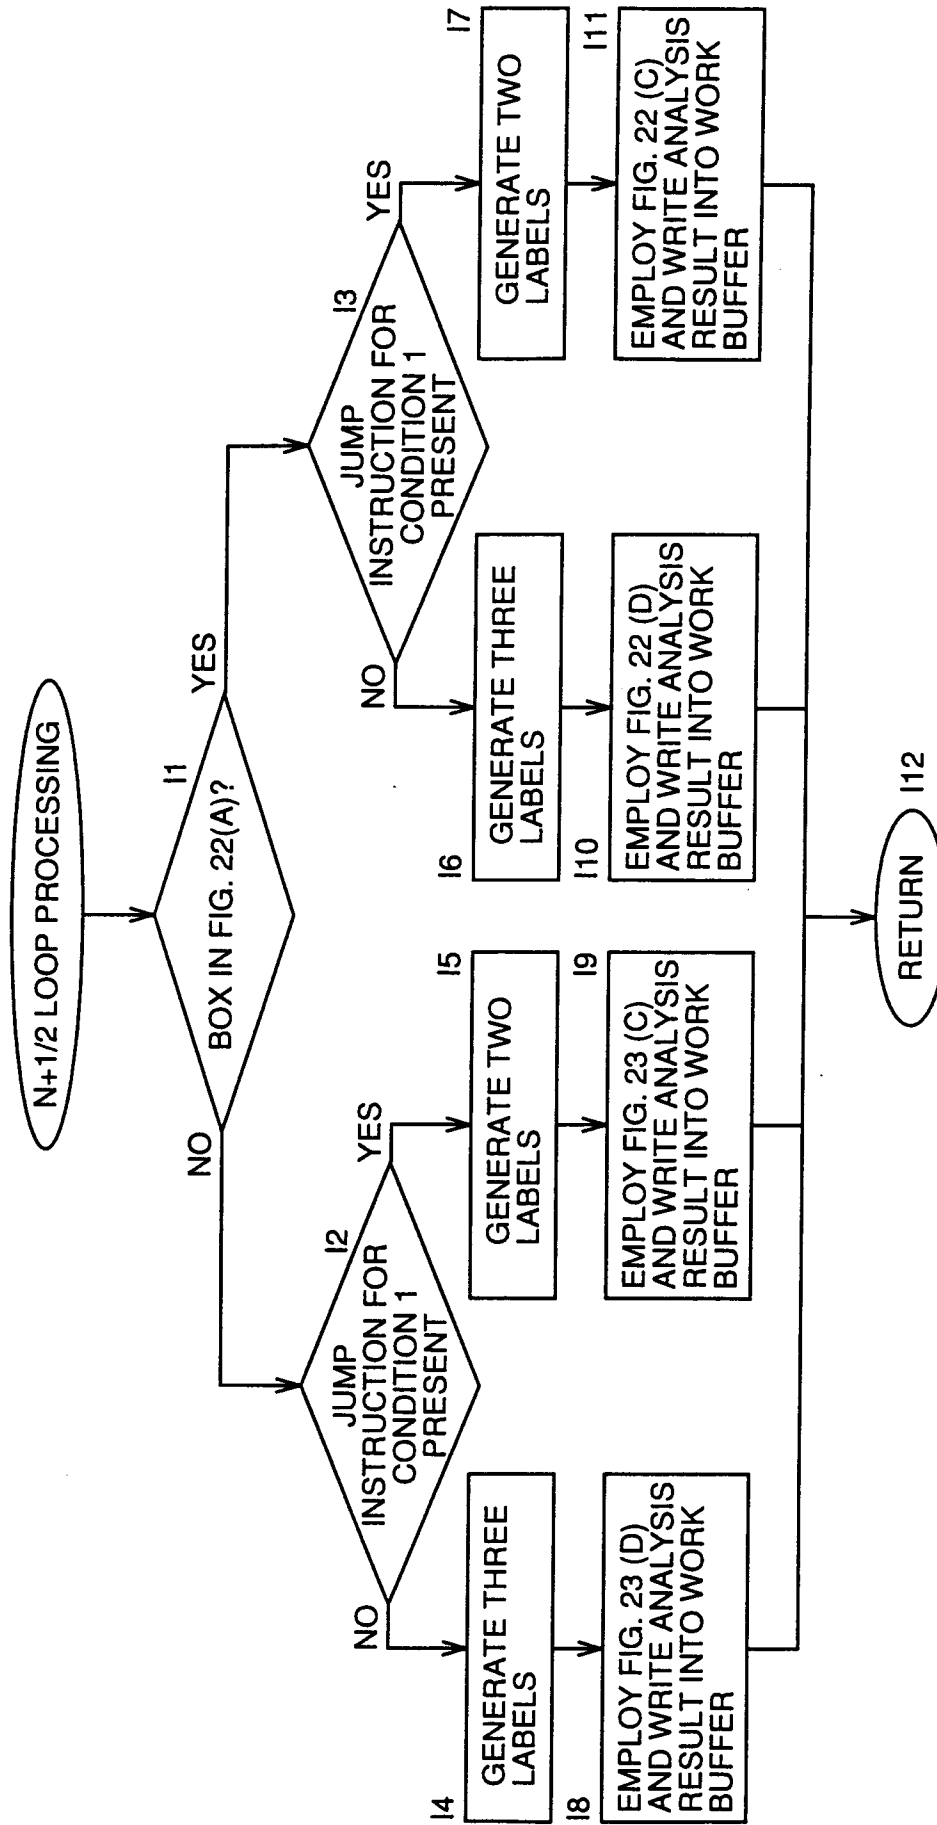 N+1/2 LOOP PROCESSING
I1
BOX IN FIG. 22(A)?
NO
YES
I2
JUMP
INSTRUCTION FOR
CONDITION 1
PRESENT
NO
YES
I3
JUMP
INSTRUCTION FOR
CONDITION 1
PRESENT
NO
YES
I4
GENERATE THREE
LABELS
I5
GENERATE TWO
LABELS
I6
GENERATE THREE
LABELS
I7
GENERATE TWO
LABELS
I8
EMPLOY FIG. 23 (D)
AND WRITE ANALYSIS
RESULT INTO WORK
BUFFER
I9
EMPLOY FIG. 23 (C)
AND WRITE ANALYSIS
RESULT INTO WORK
BUFFER
I10
EMPLOY FIG. 22 (D)
AND WRITE ANALYSIS
RESULT INTO WORK
BUFFER
I11
EMPLOY FIG. 22 (C)
AND WRITE ANALYSIS
RESULT INTO WORK
BUFFER
RETURN
I12